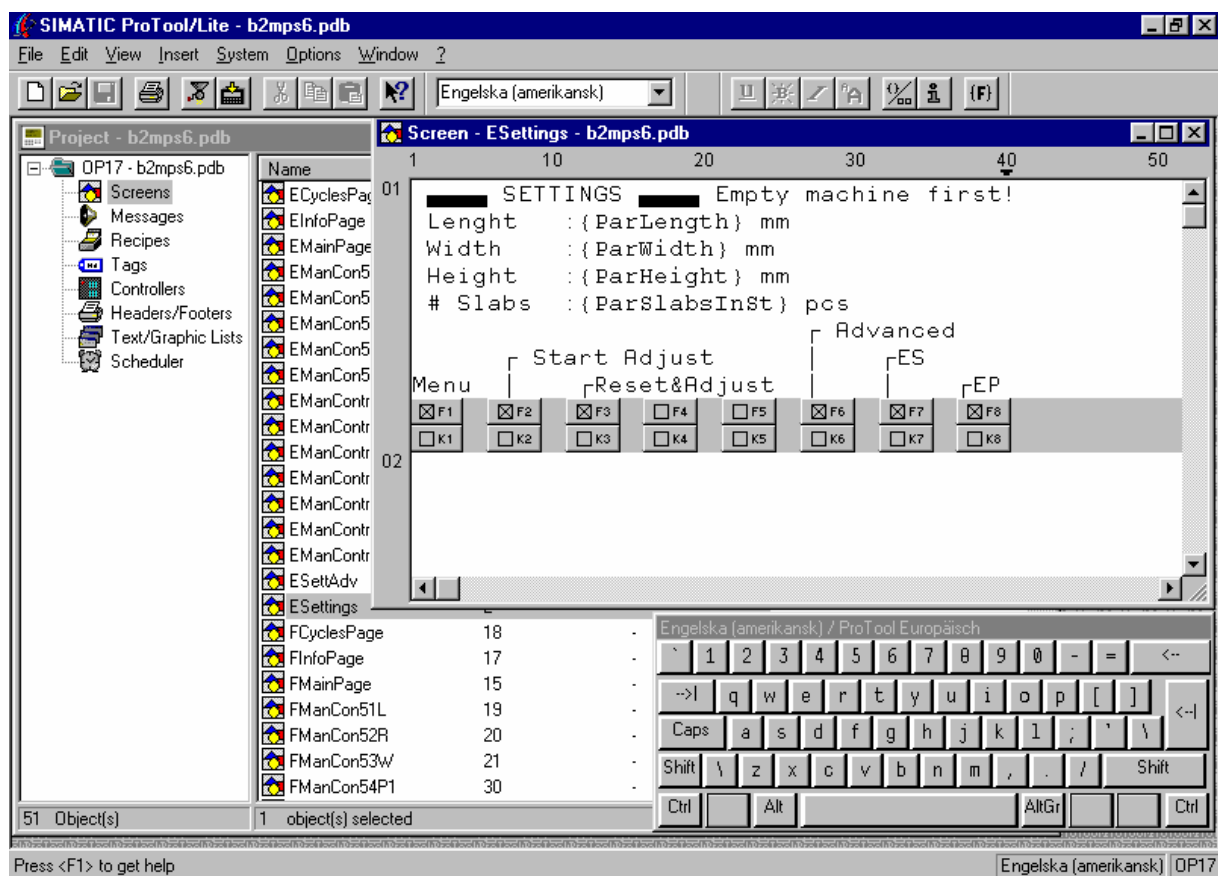 SIMATIC ProTool/Lite - b2mps6.pdb
File Edit View Insert System Options Window ?
Engelska (amerikansk)
Project - b2mps6.pdb
OP17 - b2mps6.pdb
Screens
Messages
Recipes
Tags
Controllers
Headers/Footers
Text/Graphic Lists
Scheduler
Name
ECyclesPag
EInfoPage
EMainPage
EManCon5
EManCon5
EManCon5
EManCon5
EManCon5
EManContr
EManContr
EManContr
EManContr
EManContr
EManContr
EManContr
ESettAdv
ESettings
FCyclesPage 18 -
FInfoPage 17 -
FMainPage 15 -
FManCon51L 19 -
FManCon52R 20 -
FManCon53W 21 -
FManCon54P1 30 -
51 Object(s)
1 object(s) selected
Screen - ESettings - b2mps6.pdb
1 10 20 30 40 50
01 SETTINGS Empty machine first!
Lenght :{ParLength} mm
Width :{ParWidth} mm
Height :{ParHeight} mm
# Slabs :{ParSlabsInSt} pcs
Advanced
Start Adjust ES
Menu Reset&Adjust EP
F1 F2 F3 F4 F5 F6 F7 F8
K1 K2 K3 K4 K5 K6 K7 K8
02
Engelska (amerikansk) / ProTool Europäisch
` 1 2 3 4 5 6 7 8 9 0 - = <--
-->| q w e r t y u i o p [ ] <--|
Caps a s d f g h j k l ; ' \
Shift \ z x c v b n m , . / Shift
Ctrl Alt AltGr Ctrl
Press <F1> to get help
Engelska (amerikansk) OP17